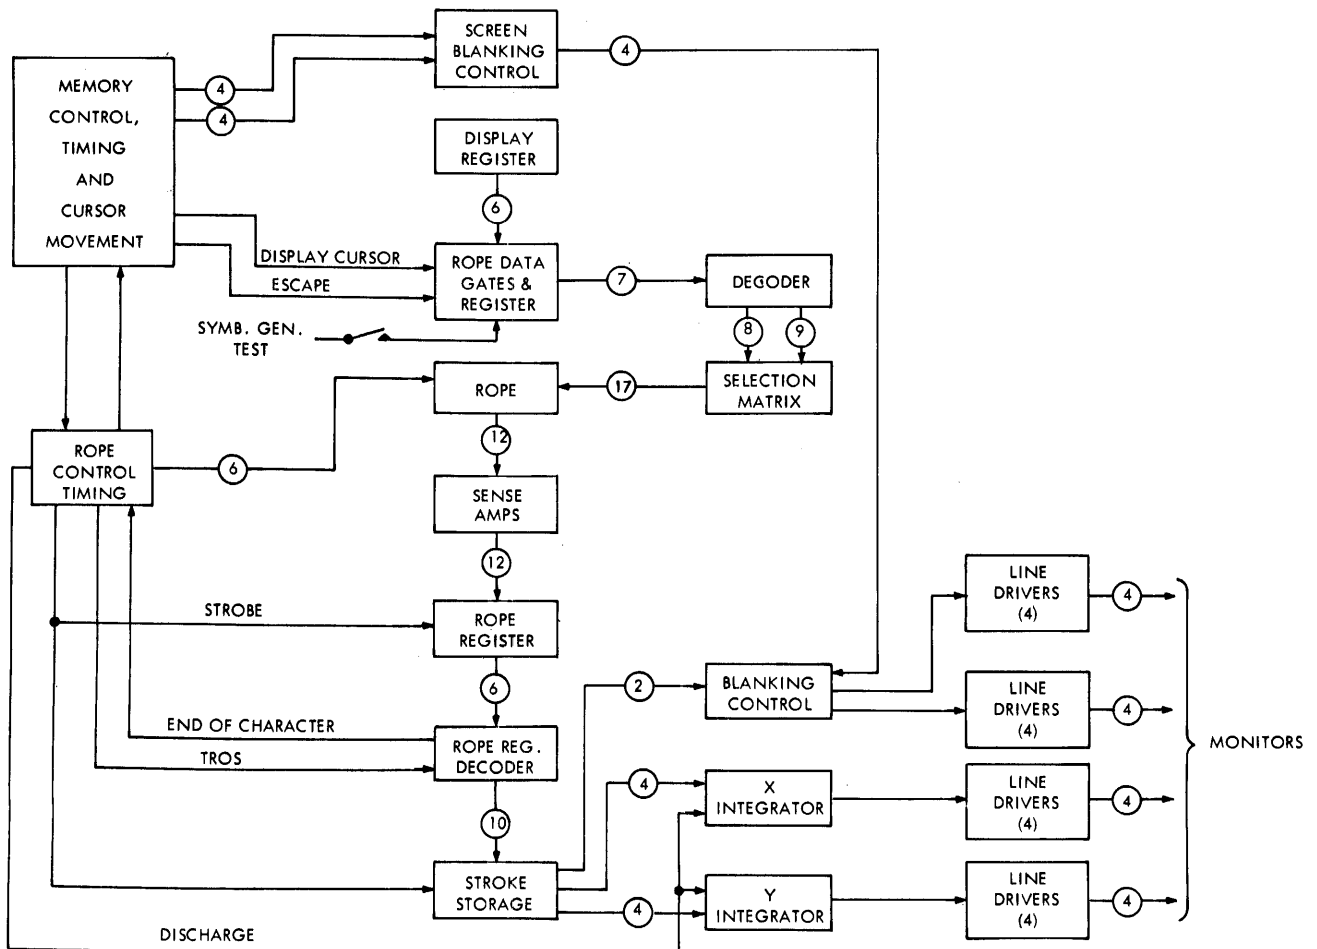 SCREEN
BLANKING
CONTROL
4
4
4
MEMORY
CONTROL,
TIMING
AND
CURSOR
MOVEMENT
DISPLAY
REGISTER
6
DISPLAY CURSOR
ESCAPE
ROPE DATA
GATES &
REGISTER
7
DEGODER
8
9
SYMB. GEN.
TEST
ROPE
17
SELECTION
MATRIX
12
ROPE
CONTROL
TIMING
6
SENSE
AMPS
12
STROBE
ROPE
REGISTER
6
END OF CHARACTER
TROS
ROPE REG.
DECODER
10
STROKE
STORAGE
2
BLANKING
CONTROL
4
X
INTEGRATOR
4
Y
INTEGRATOR
LINE
DRIVERS
(4)
4
LINE
DRIVERS
(4)
4
LINE
DRIVERS
(4)
4
LINE
DRIVERS
(4)
4
MONITORS
DISCHARGE